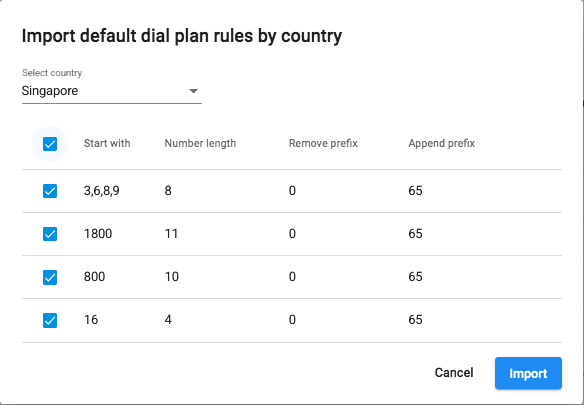 Import default dial plan rules by country
Select country
Singapore
Start with Number length Remove prefix Append prefix
3,6,8,9 8 0 65
1800 11 0 65
800 10 0 65
16 4 0 65
Cancel Import